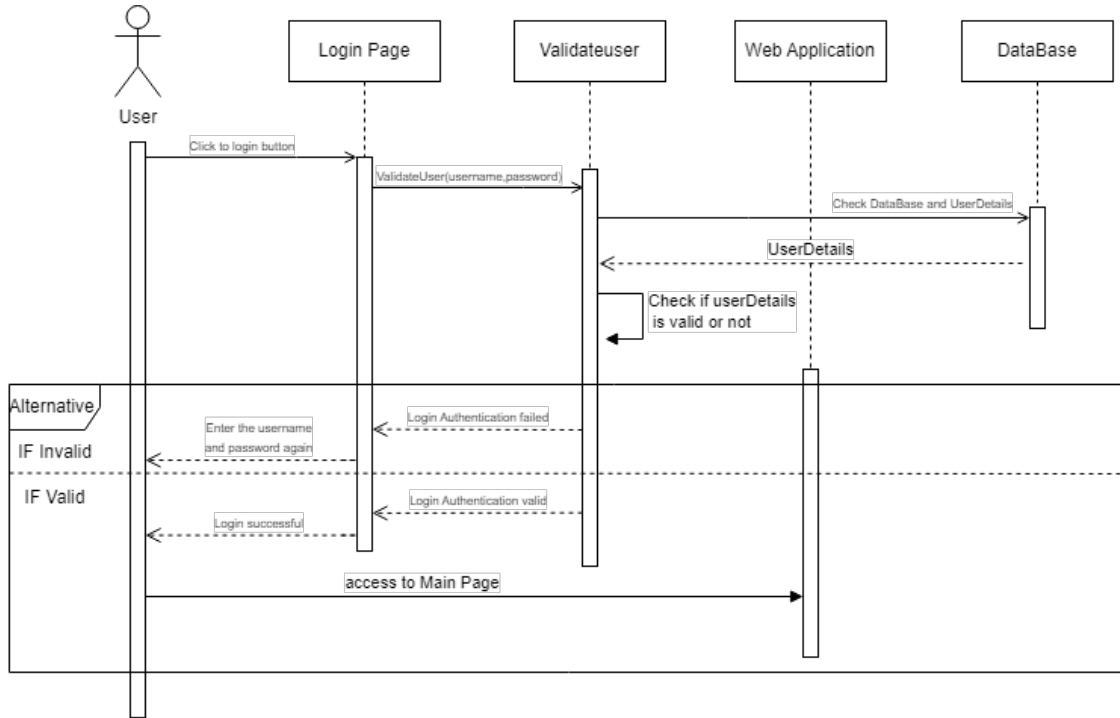 Login Page
Validateuser
Web Application
DataBase
User
Click to login button
ValidateUser(username,password)
Check DataBase and UserDetails
UserDetails
Check if userDetails
is valid or not
Alternative
Login Authentication failed
Enter the username
and password again
IF Invalid
IF Valid
Login Authentication valid
Login successful
access to Main Page